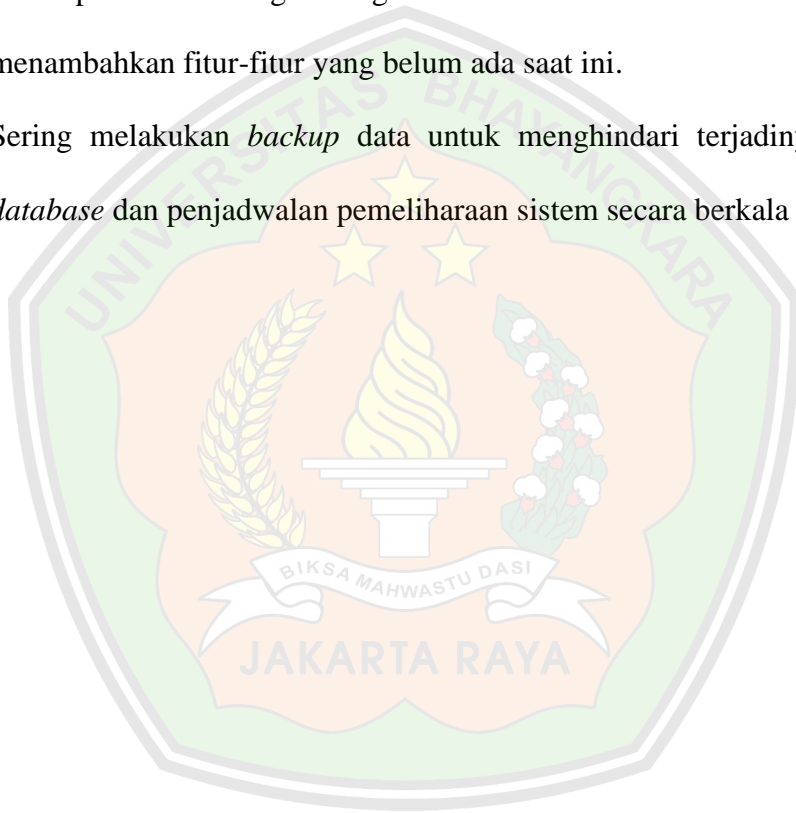 menambahkan fitur-fitur yang belum ada saat ini.
Sering melakukan backup data untuk menghindari
database dan penjadwalan pemeliharaan sistem secara berkala
UNIVERSITAS BHAYANGKARA
BIKSA MAHWASTU DASI
JAKARTA RAYA